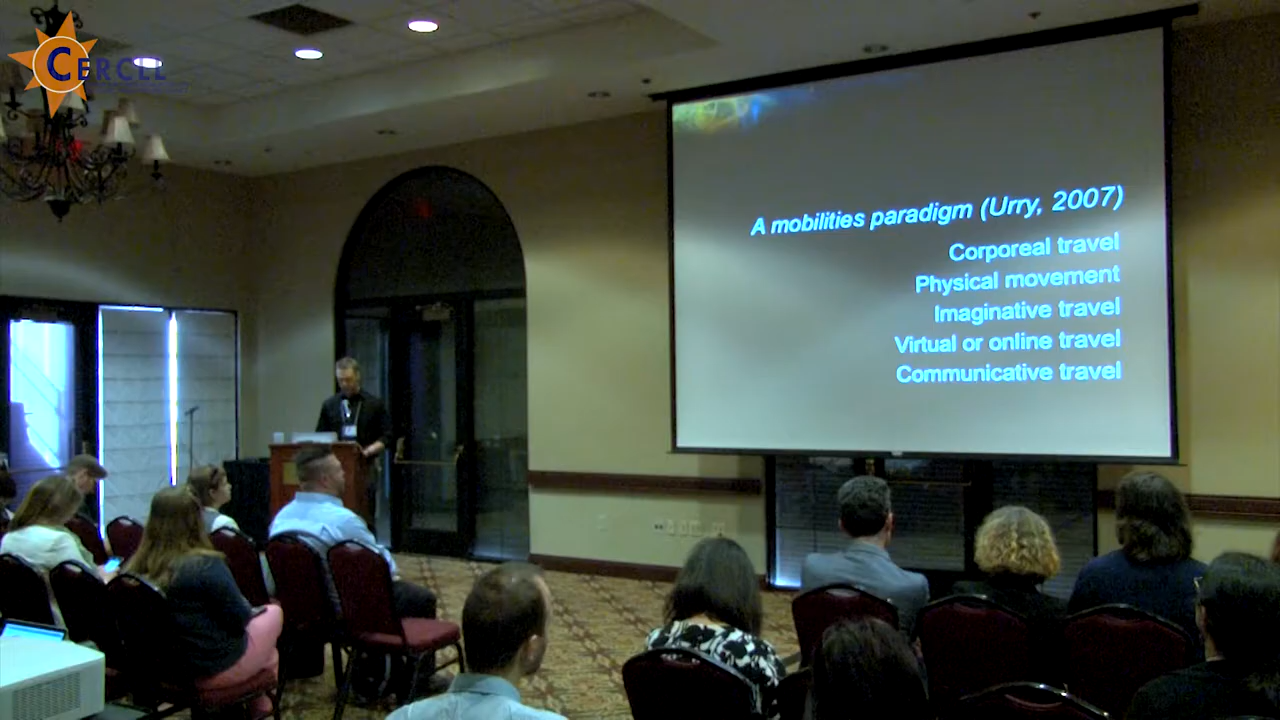 CERCLL
A mobilities paradigm (Urry, 2007)
Corporeal travel
Physical movement
Imaginative travel
Virtual or online travel
Communicative travel